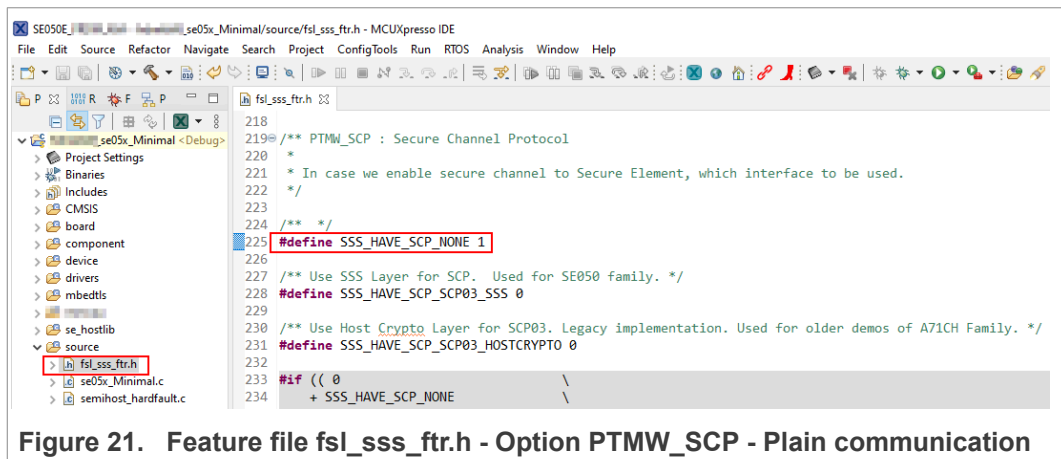 SE050E_ _se05x_Minimal/source/fsl_sss_ftr.h - MCUXpresso IDE
File Edit Source Refactor Navigate Search Project ConfigTools Run RTOS Analysis Window Help
P R F P
fsl_sss_ftr.h
_se05x_Minimal <Debug>
Project Settings
Binaries
Includes
CMSIS
board
component
device
drivers
mbedtls
se_hostlib
source
fsl_sss_ftr.h
se05x_Minimal.c
semihost_hardfault.c
218
219 /** PTMW_SCP : Secure Channel Protocol
220 *
221 * In case we enable secure channel to Secure Element, which interface to be used.
222 */
223
224 /** */
225 #define SSS_HAVE_SCP_NONE 1
226
227 /** Use SSS Layer for SCP. Used for SE050 family. */
228 #define SSS_HAVE_SCP_SCP03_SSS 0
229
230 /** Use Host Crypto Layer for SCP03. Legacy implementation. Used for older demos of A71CH Family. */
231 #define SSS_HAVE_SCP_SCP03_HOSTCRYPTO 0
232
233 #if (( 0 \
234 + SSS_HAVE_SCP_NONE \
Figure 21. Feature file fsl_sss_ftr.h - Option PTMW_SCP - Plain communication